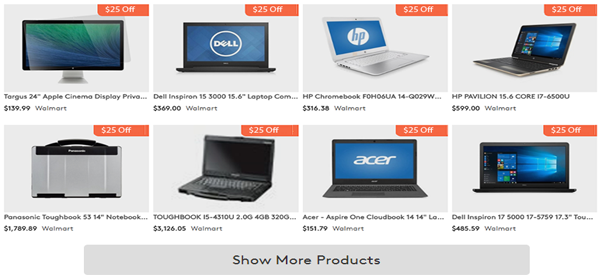 $25 Off $25 Off $25 Off $25 Off
DELL hp
Targus 24" Apple Cinema Display Priva... Dell Inspiron 15 3000 15.6" Laptop Com... HP Chromebook F0H06UA 14-Q029W... HP PAVILION 15.6 CORE I7-6500U
$139.99 Walmart $369.00 Walmart $316.38 Walmart $599.00 Walmart
$25 Off $25 Off $25 Off $25 Off
Panasonic acer
Panasonic Toughbook 53 14" Notebook... TOUGHBOOK I5-4310U 2.0G 4GB 320G... Acer - Aspire One Cloudbook 14 14" La... Dell Inspiron 17 5000 17-5759 17.3" Tou...
$1,789.89 Walmart $3,126.05 Walmart $151.79 Walmart $485.59 Walmart
Show More Products